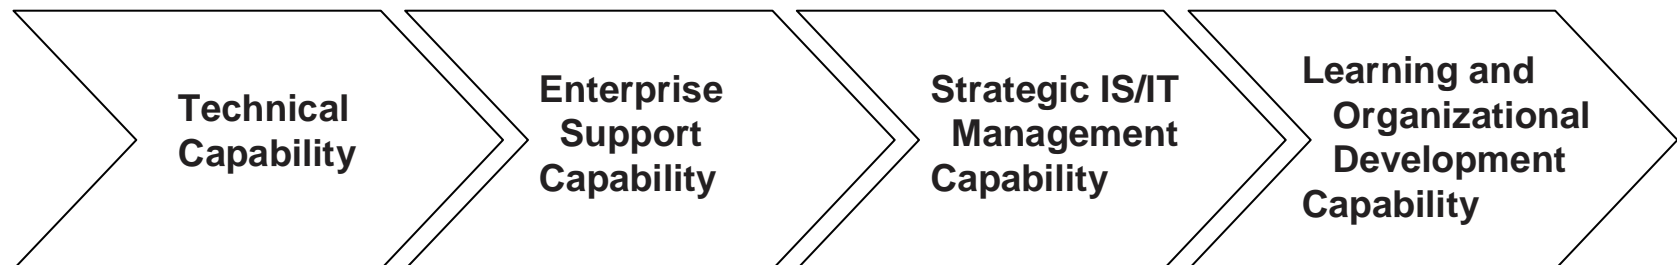 Technical
Capability
Enterprise
Support
Capability
Strategic IS/IT
Management
Capability
Learning and
Organizational
Development
Capability